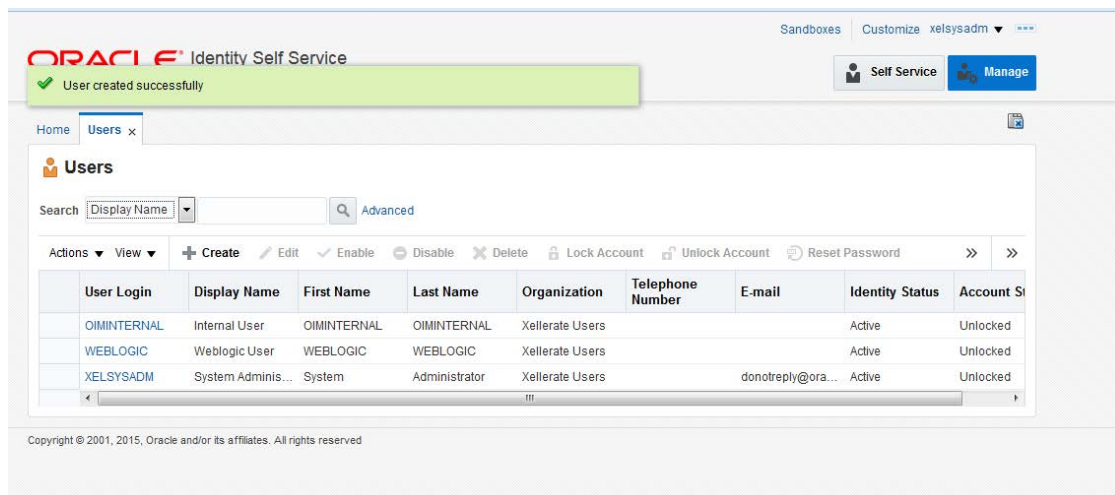 Sandboxes Customize xelsysadm
ORACLE Identity Self Service
Self Service Manage
User created successfully
Home Users x
Users
Search Display Name Advanced
Actions View Create Edit Enable Disable Delete Lock Account Unlock Account Reset Password » »
User Login Display Name First Name Last Name Organization Telephone Number E-mail Identity Status Account St
OIMINTERNAL Internal User OIMINTERNAL OIMINTERNAL Xellerate Users Active Unlocked
WEBLOGIC Weblogic User WEBLOGIC WEBLOGIC Xellerate Users Active Unlocked
XELSYSADM System Adminis... System Administrator Xellerate Users donotreply@ora... Active Unlocked
Copyright © 2001, 2015, Oracle and/or its affiliates. All rights reserved